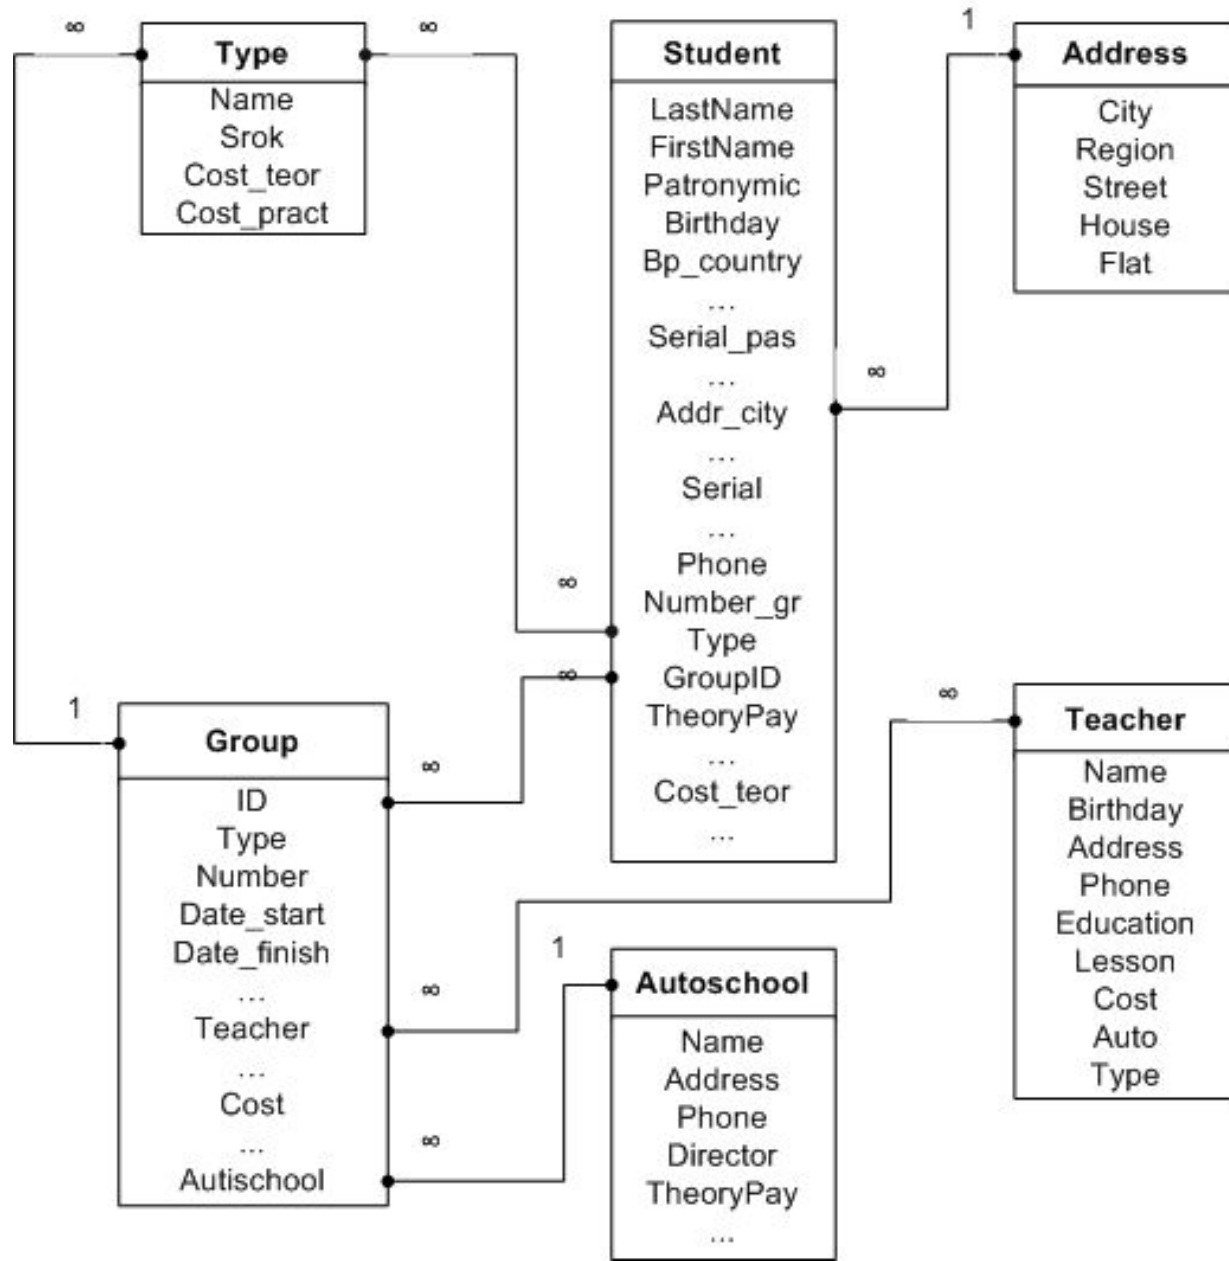 ∞
∞
1
Type
Name
Srok
Cost_teor
Cost_pract
Student
LastName
FirstName
Patronymic
Birthday
Bp_country
...
Serial_pas
...
Addr_city
...
Serial
...
Phone
Number_gr
Type
GroupID
TheoryPay
...
Cost_teor
...
Address
City
Region
Street
House
Flat
∞
∞
∞
1
∞
Group
ID
Type
Number
Date_start
Date_finish
...
Teacher
...
Cost
...
Autischool
∞
∞
1
∞
Autoschool
Name
Address
Phone
Director
TheoryPay
...
Teacher
Name
Birthday
Address
Phone
Education
Lesson
Cost
Auto
Type